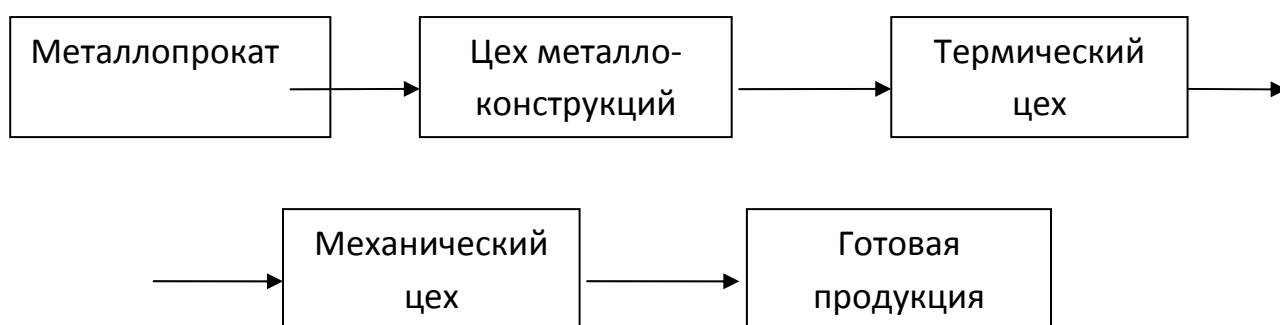 Металлопрокат
Цех металло-
конструкций
Термический
цех
Механический
цех
Готовая
продукция